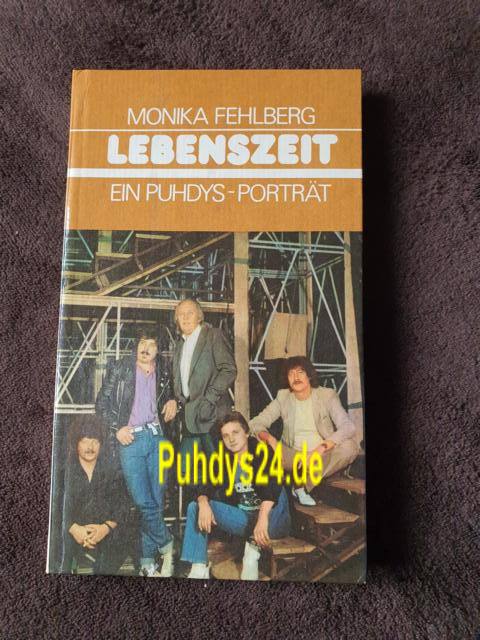 MONIKA FEHLBERG
LEBENSZEIT
EIN PUHDYS-PORTRÄT
Puhdys24.de